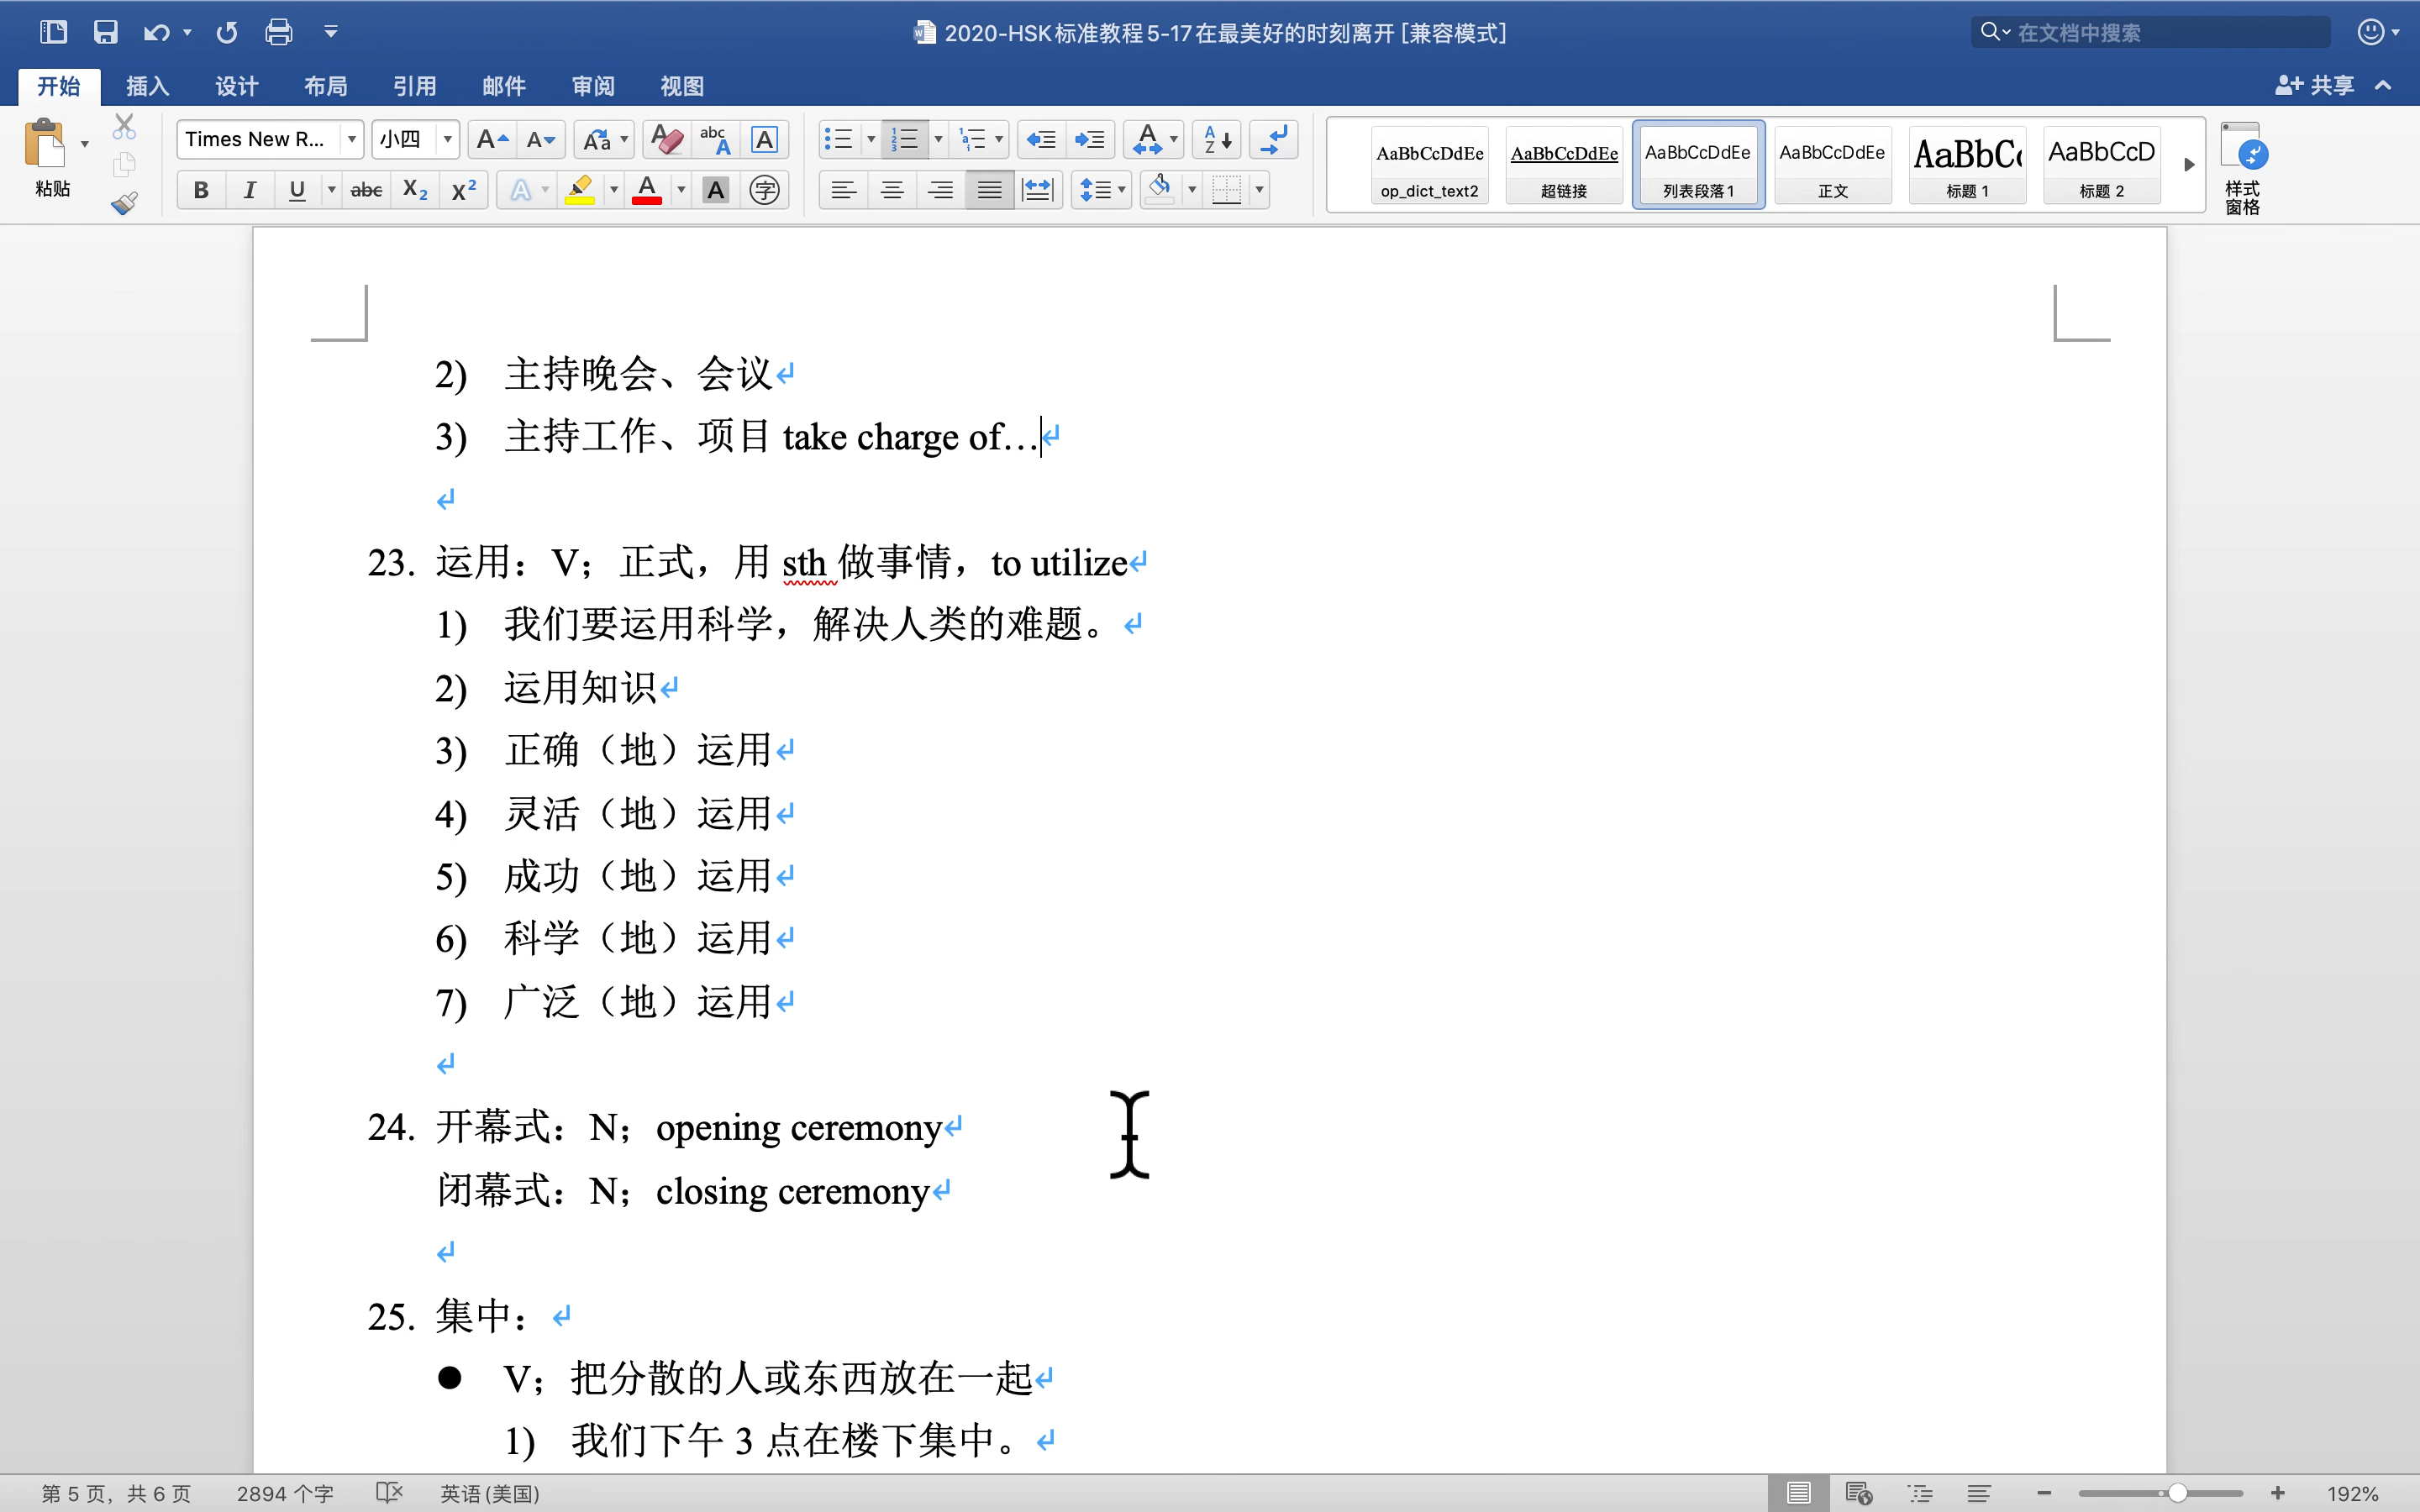 2020-HSK标准教程5-17在最美好的时刻离开 [兼容模式]
在文档中搜索
开始 插入 设计 布局 引用 邮件 审阅 视图
共享
粘贴
Times New R... 小四
AaBbCcDdEe AaBbCcDdEe AaBbCcDdEe AaBbCcDdEe AaBbC AaBbCcD
op_dict_text2 超链接 列表段落1 正文 标题 1 标题 2
样式
窗格
2) 主持晚会、会议
3) 主持工作、项目 take charge of…
23. 运用：V；正式，用 sth 做事情，to utilize
1) 我们要运用科学，解决人类的难题。
2) 运用知识
3) 正确（地）运用
4) 灵活（地）运用
5) 成功（地）运用
6) 科学（地）运用
7) 广泛（地）运用
24. 开幕式：N；opening ceremony
闭幕式：N；closing ceremony
25. 集中：
● V；把分散的人或东西放在一起
1) 我们下午 3 点在楼下集中。
第 5 页，共 6 页 2894 个字 英语(美国) 192%